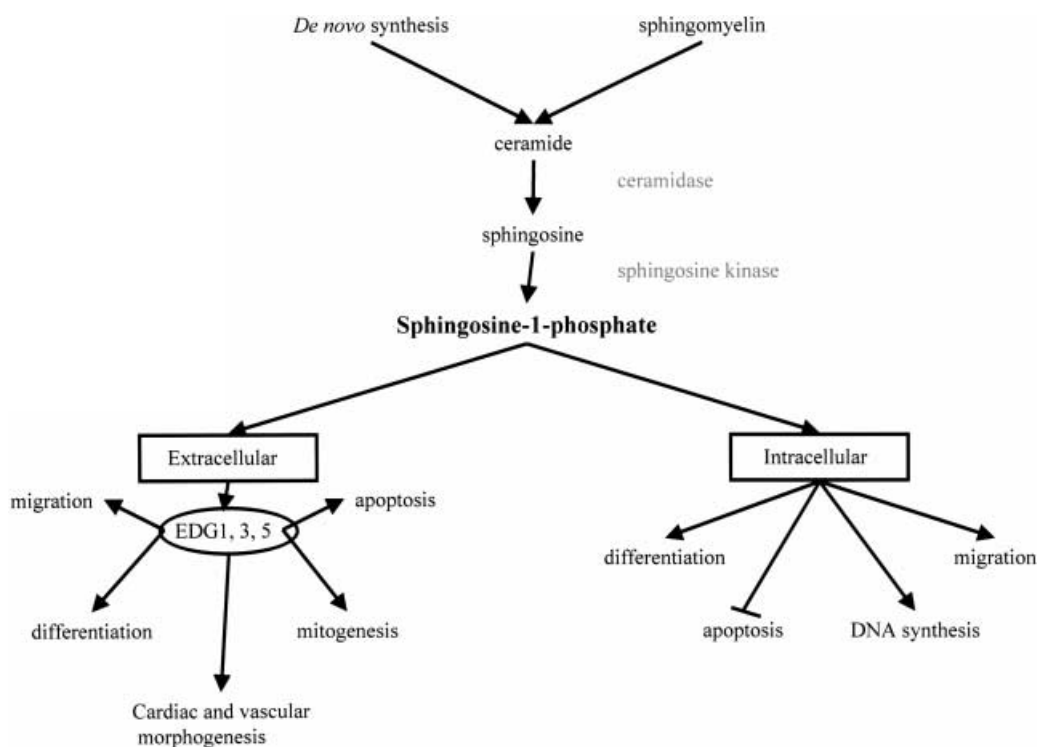 De novo synthesis
sphingomyelin
ceramide
ceramidase
sphingosine
sphingosine kinase
Sphingosine-1-phosphate
Extracellular
Intracellular
migration
apoptosis
EDG1, 3, 5
differentiation
migration
differentiation
mitogenesis
apoptosis
DNA synthesis
Cardiac and vascular
morphogenesis